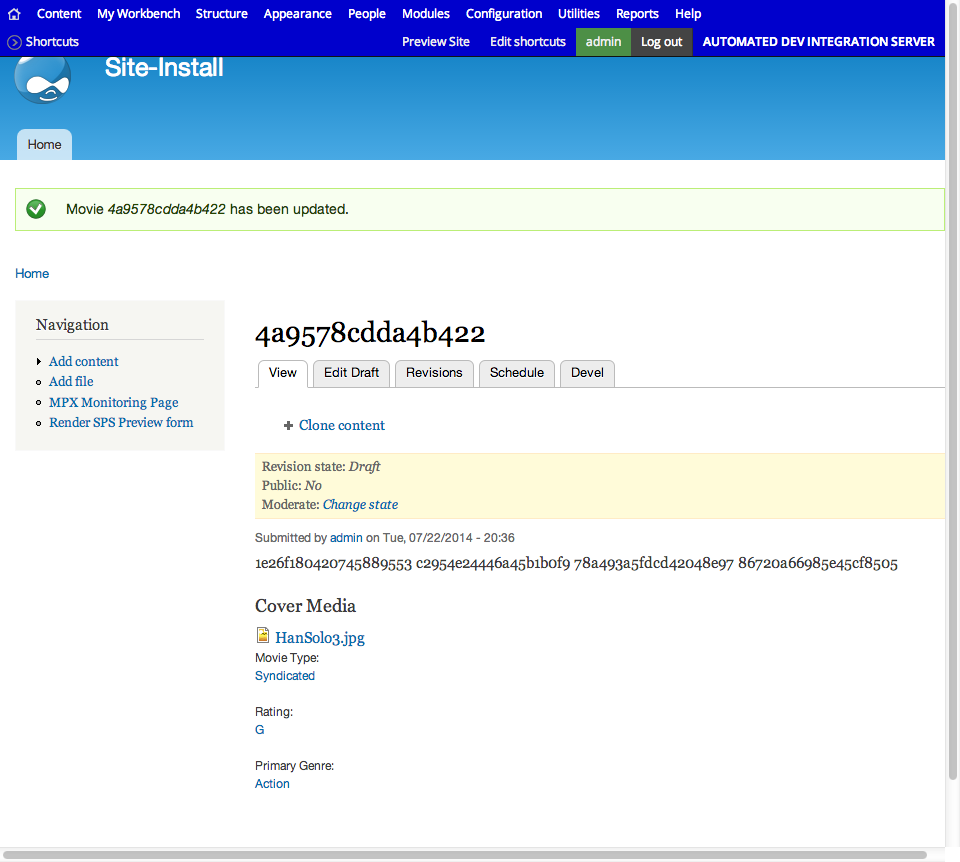 Content My Workbench Structure Appearance People Modules Configuration Utilities Reports Help
Shortcuts Preview Site Edit shortcuts admin Log out AUTOMATED DEV INTEGRATION SERVER
Site-Install
Home
Movie 4a9578cdda4b422 has been updated.
Home
Navigation
Add content
Add file
MPX Monitoring Page
Render SPS Preview form
4a9578cdda4b422
View Edit Draft Revisions Schedule Devel
Clone content
Revision state: Draft
Public: No
Moderate: Change state
Submitted by admin on Tue, 07/22/2014 - 20:36
1e26f180420745889553 c2954e24446a45b1b0f9 78a493a5fdcd42048e97 86720a66985e45cf8505
Cover Media
HanSolo3.jpg
Movie Type:
Syndicated
Rating:
G
Primary Genre:
Action